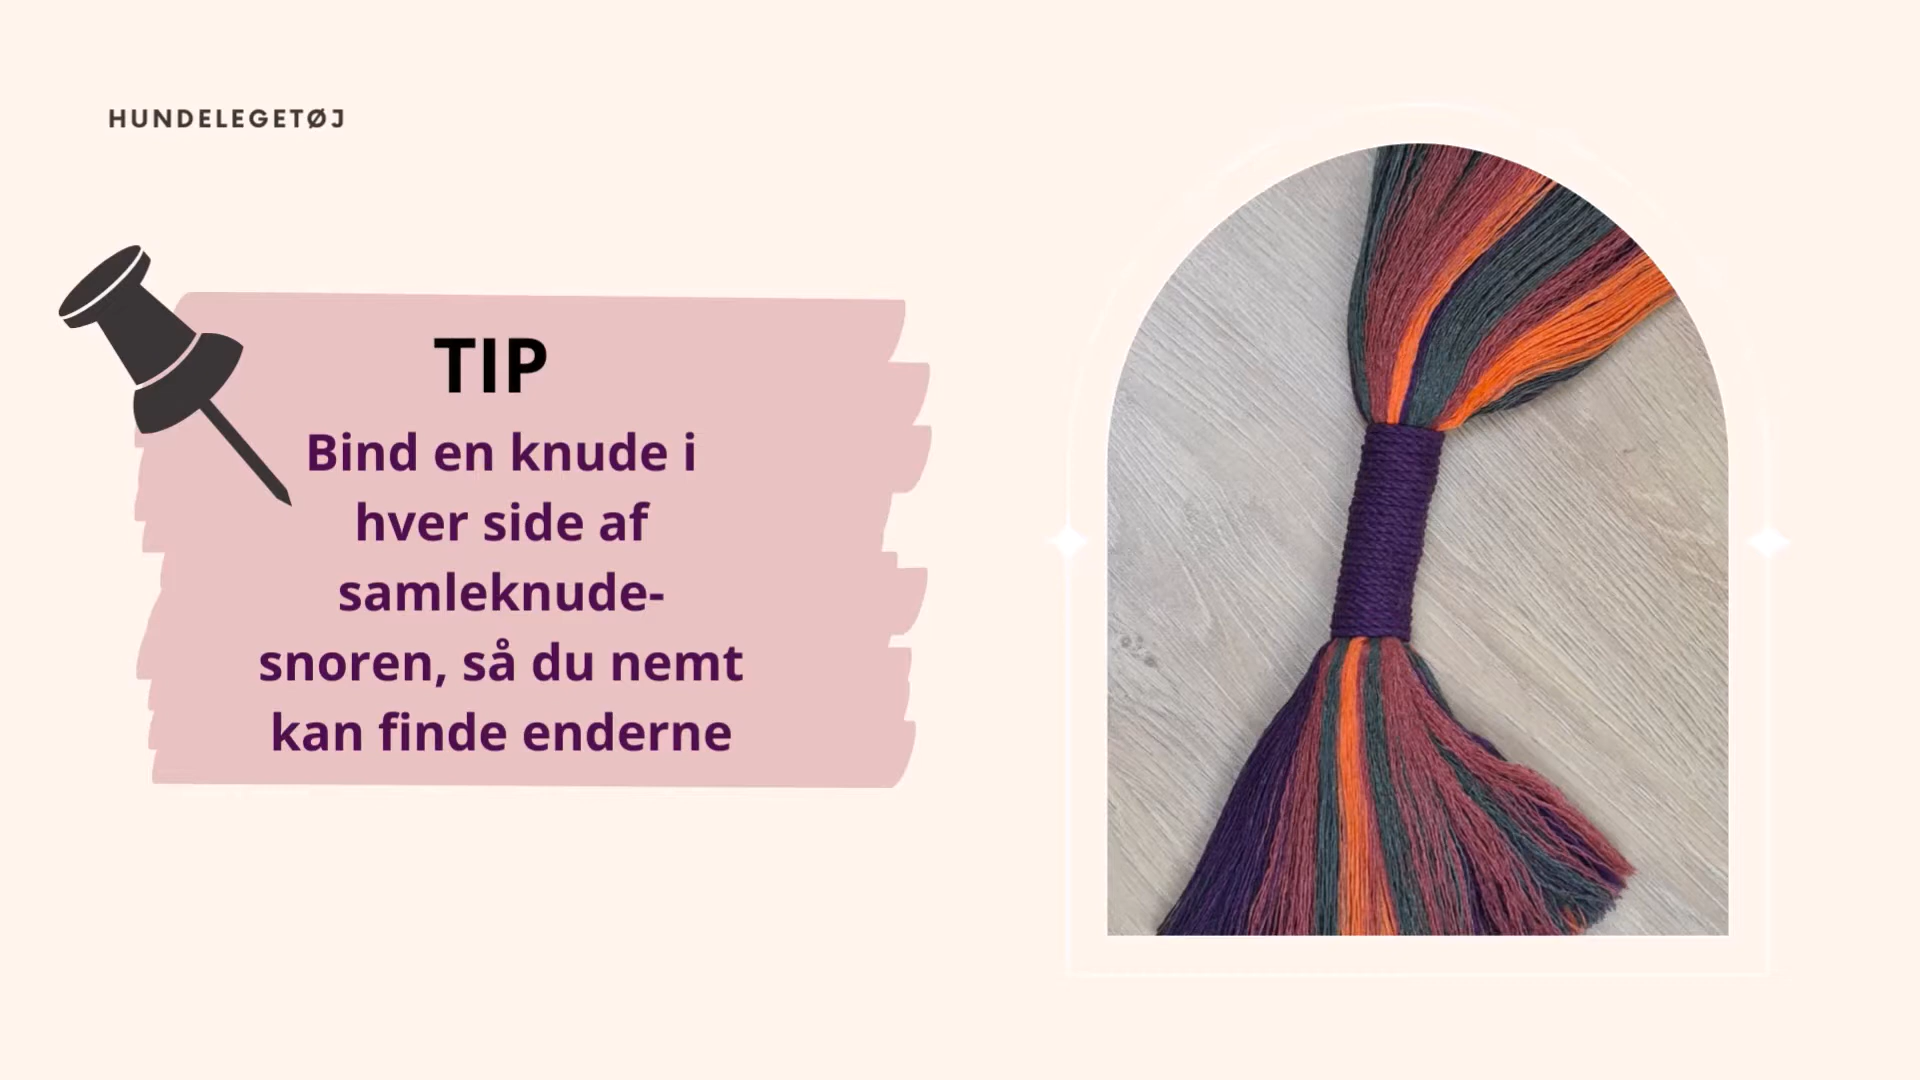 HUNDELEGETØJ
TIP
Bind en knude i
hver side af
samleknude-
snoren, så du nemt
kan finde enderne